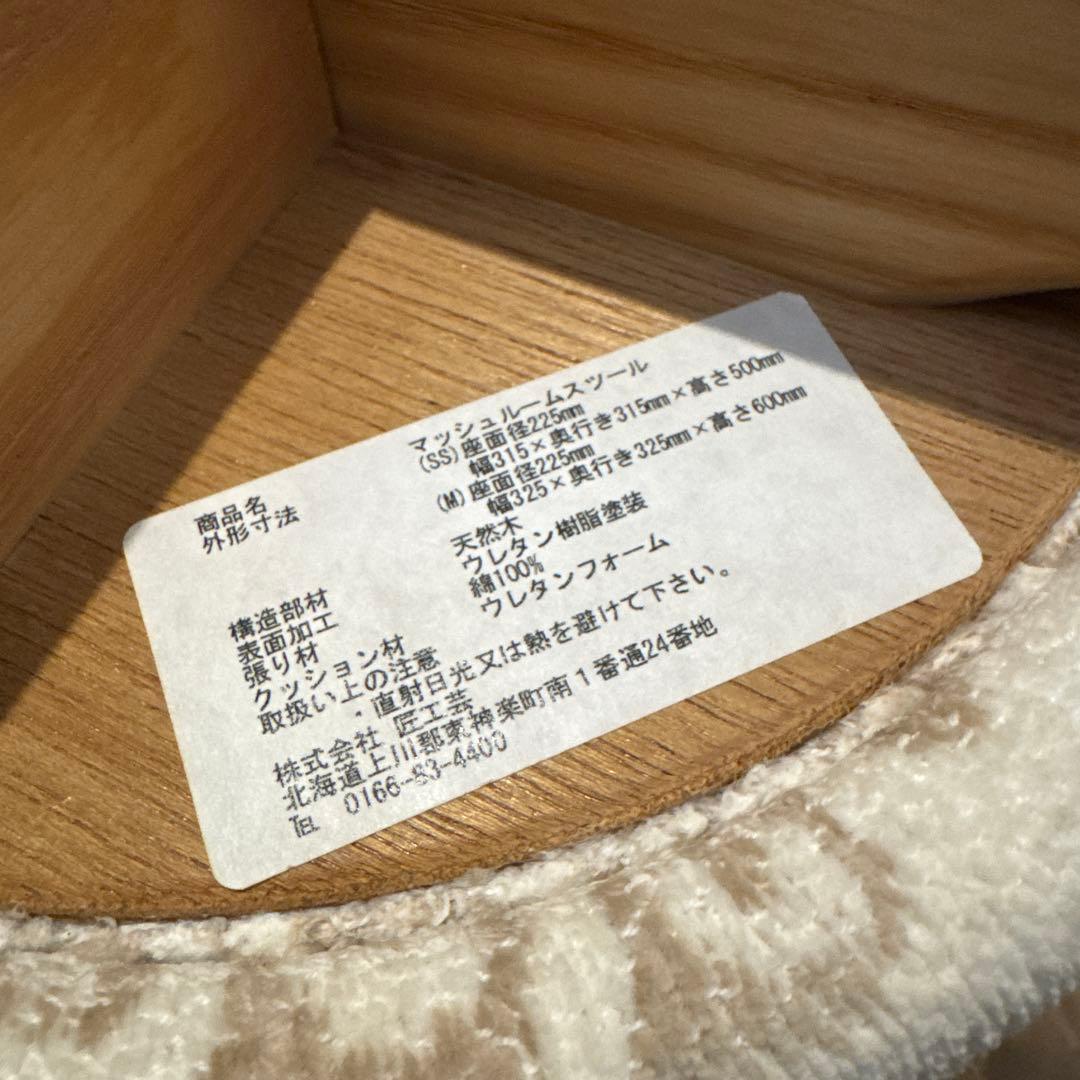 商品名 マッシュルームスツール
外形寸法 (SS)座面径225mm
幅315×奥行き315mm×高さ500mm
(M)座面径225mm
幅325×奥行き325mm×高さ600mm
構造部材 天然木
表面加工 ウレタン樹脂塗装
張り材 綿100%
クッション材 ウレタンフォーム
取扱い上の注意
・直射日光又は熱を避けて下さい。
株式会社 匠工芸
北海道上川郡東神楽町南1番通24番地
TEL 0166-83-4400